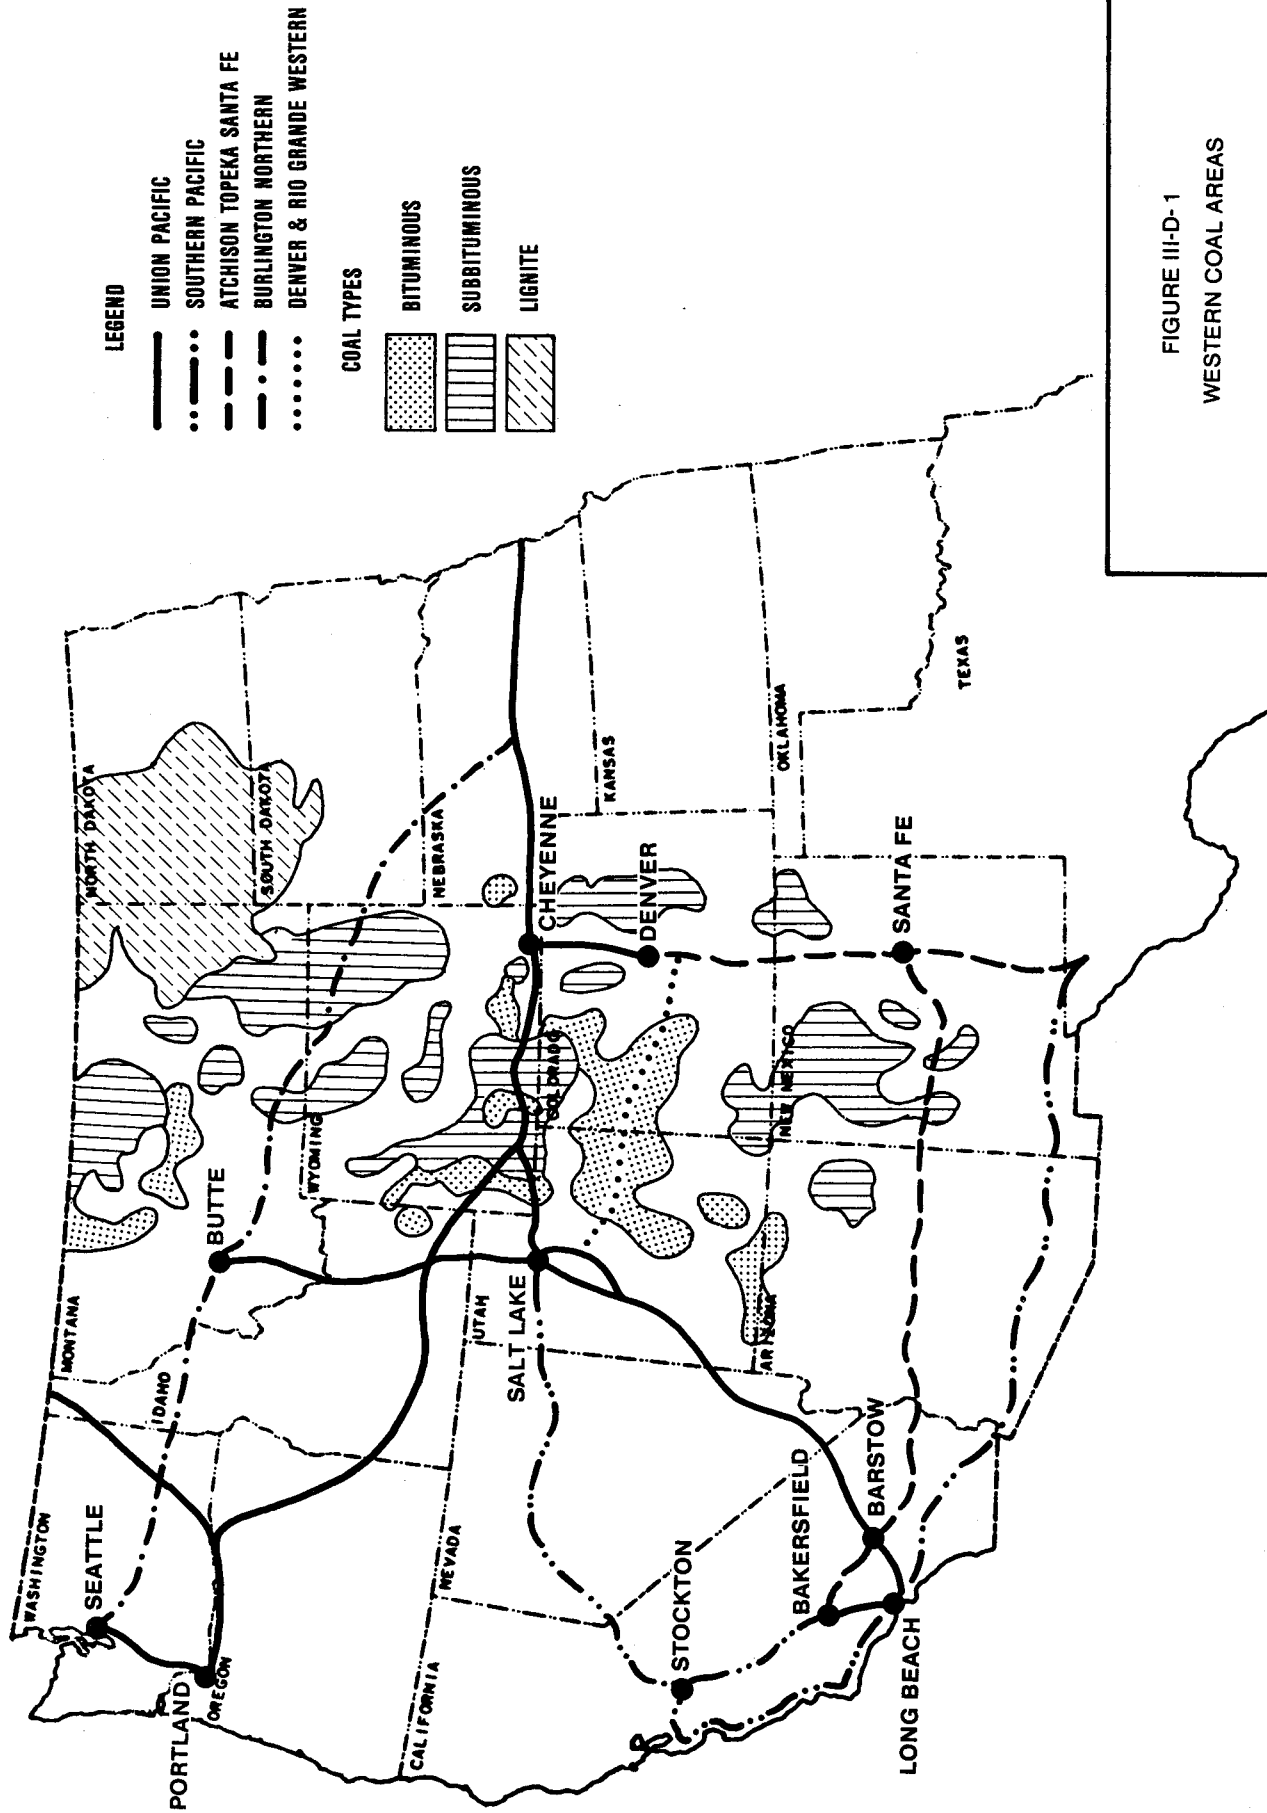 LEGEND
UNION PACIFIC
SOUTHERN PACIFIC
ATCHISON TOPEKA SANTA FE
BURLINGTON NORTHERN
DENVER & RIO GRANDE WESTERN
COAL TYPES
BITUMINOUS
SUBBITUMINOUS
LIGNITE
WASHINGTON
SEATTLE
PORTLAND
OREGON
IDAHO
MONTANA
BUTTE
NORTH DAKOTA
SOUTH DAKOTA
WYOMING
NEBRASKA
CHEYENNE
CALIFORNIA
NEVADA
UTAH
SALT LAKE
COLORADO
DENVER
KANSAS
STOCKTON
BAKERSFIELD
BARSTOW
LONG BEACH
ARIZONA
NEW MEXICO
SANTA FE
OKLAHOMA
TEXAS
FIGURE III-D-1
WESTERN COAL AREAS